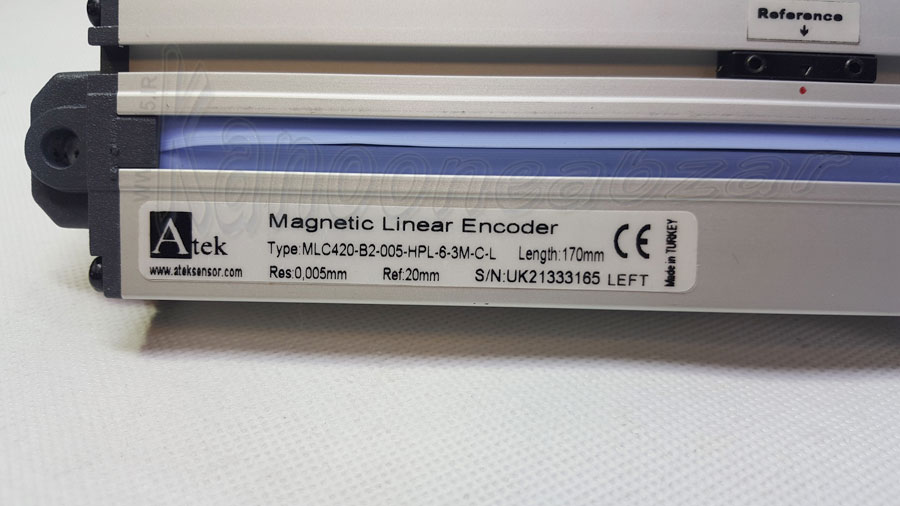 Reference
↓
Atek
www.ateksensor.com
Magnetic Linear Encoder
Type:MLC420-B2-005-HPL-6-3M-C-L Length:170mm
Res:0,005mm Ref:20mm S/N:UK21333165 LEFT
CE
Made in TURKEY
Kanooneabzar